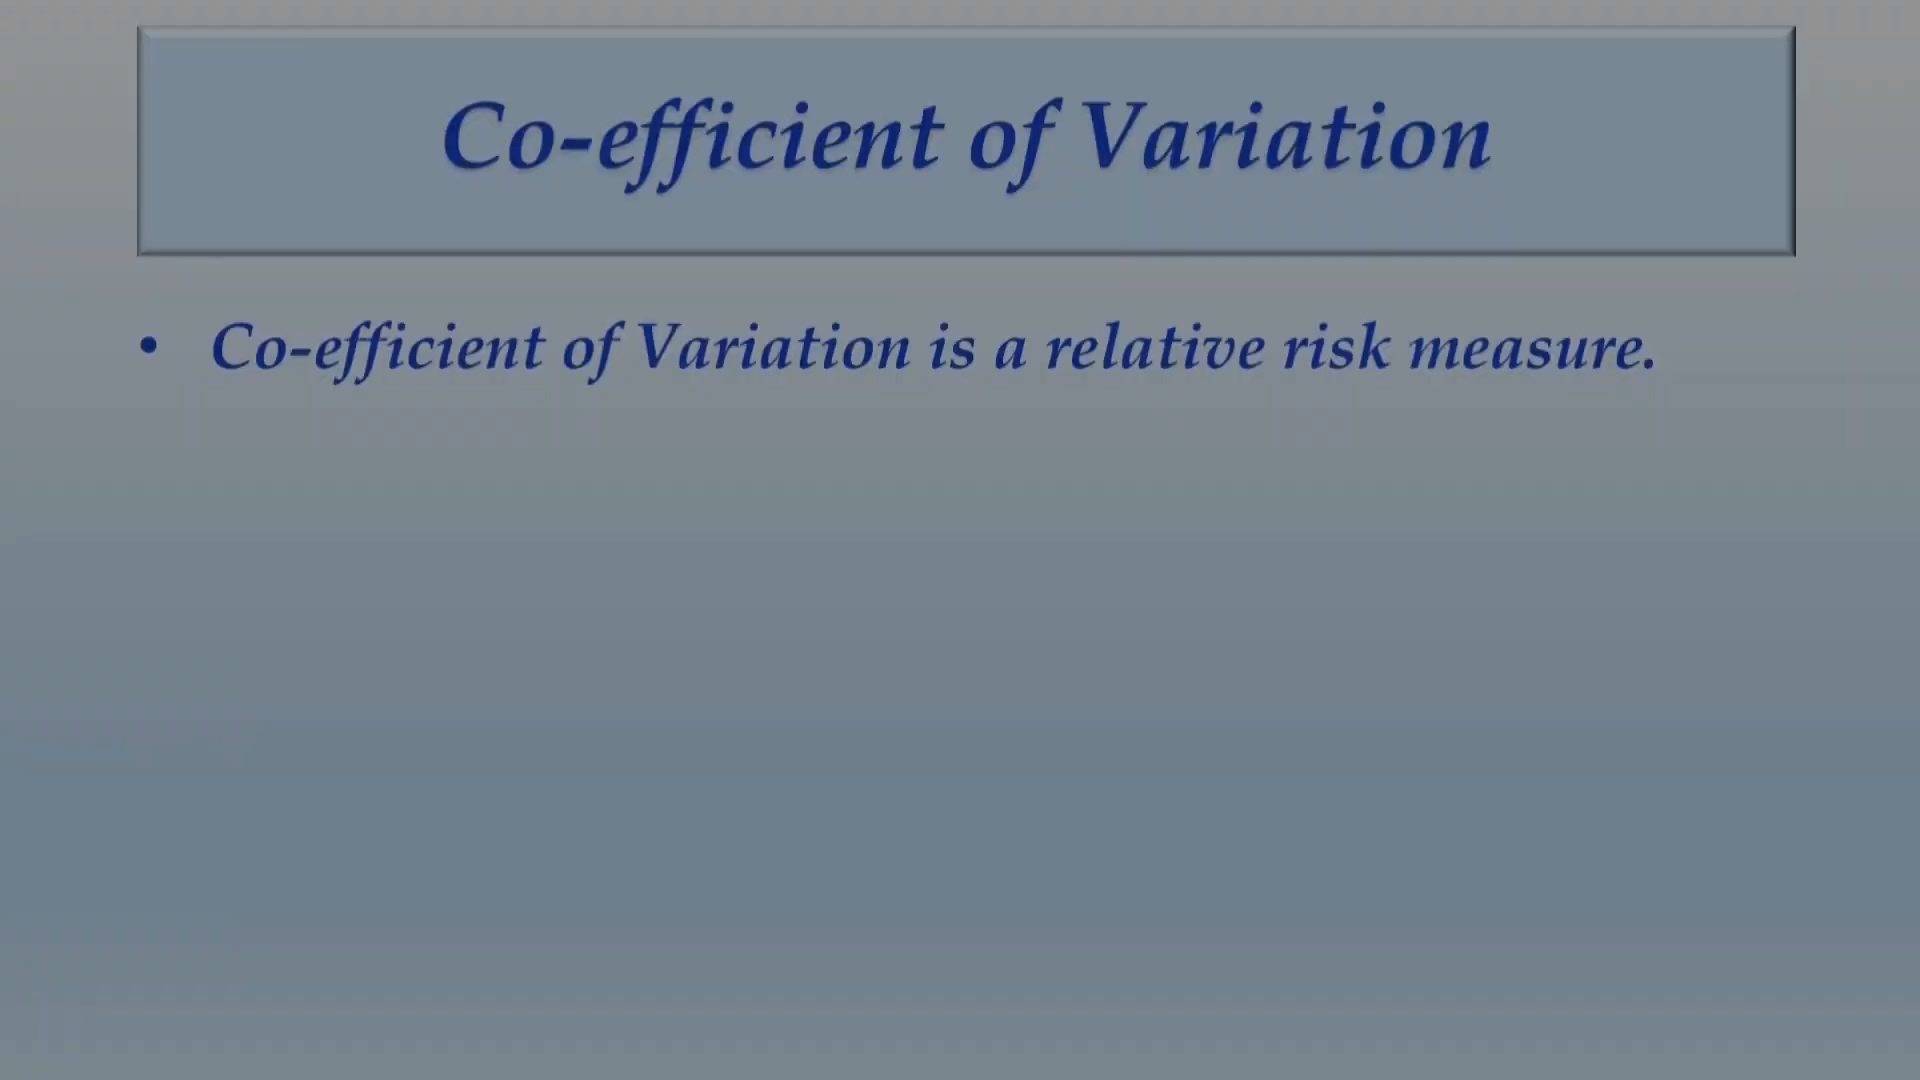 Co-efficient of Variation
• Co-efficient of Variation is a relative risk measure.